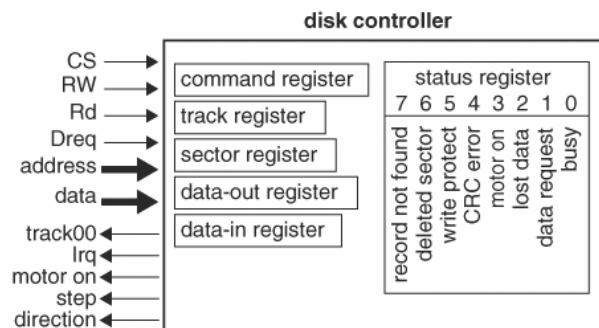 disk controller
CS
RW
Rd
Dreq
address
data
track00
Irq
motor on
step
direction
command register
track register
sector register
data-out register
data-in register
status register
7 6 5 4 3 2 1 0
record not found
deleted sector
write protect
CRC error
motor on
lost data
data request
busy